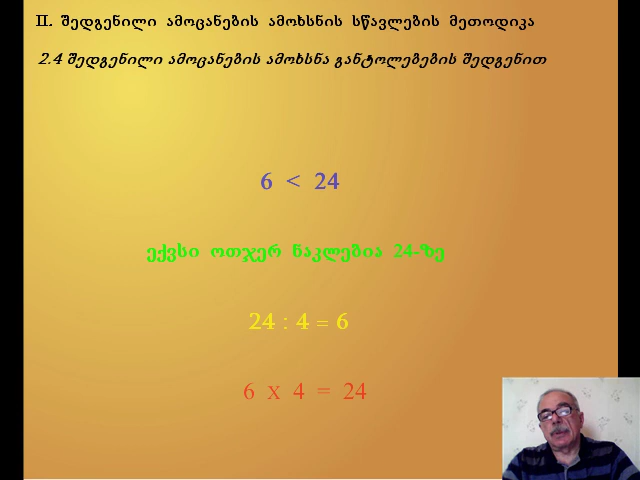 II. შედგენილი ამოცანების ამოხსნის სწავლების მეთოდიკა
2.4 შედგენილი ამოცანების ამოხსნა განტოლებების შედგენით
6 < 24
ექვსი ოთჯერ ნაკლებია 24-ზე
24 : 4 = 6
6 x 4 = 24